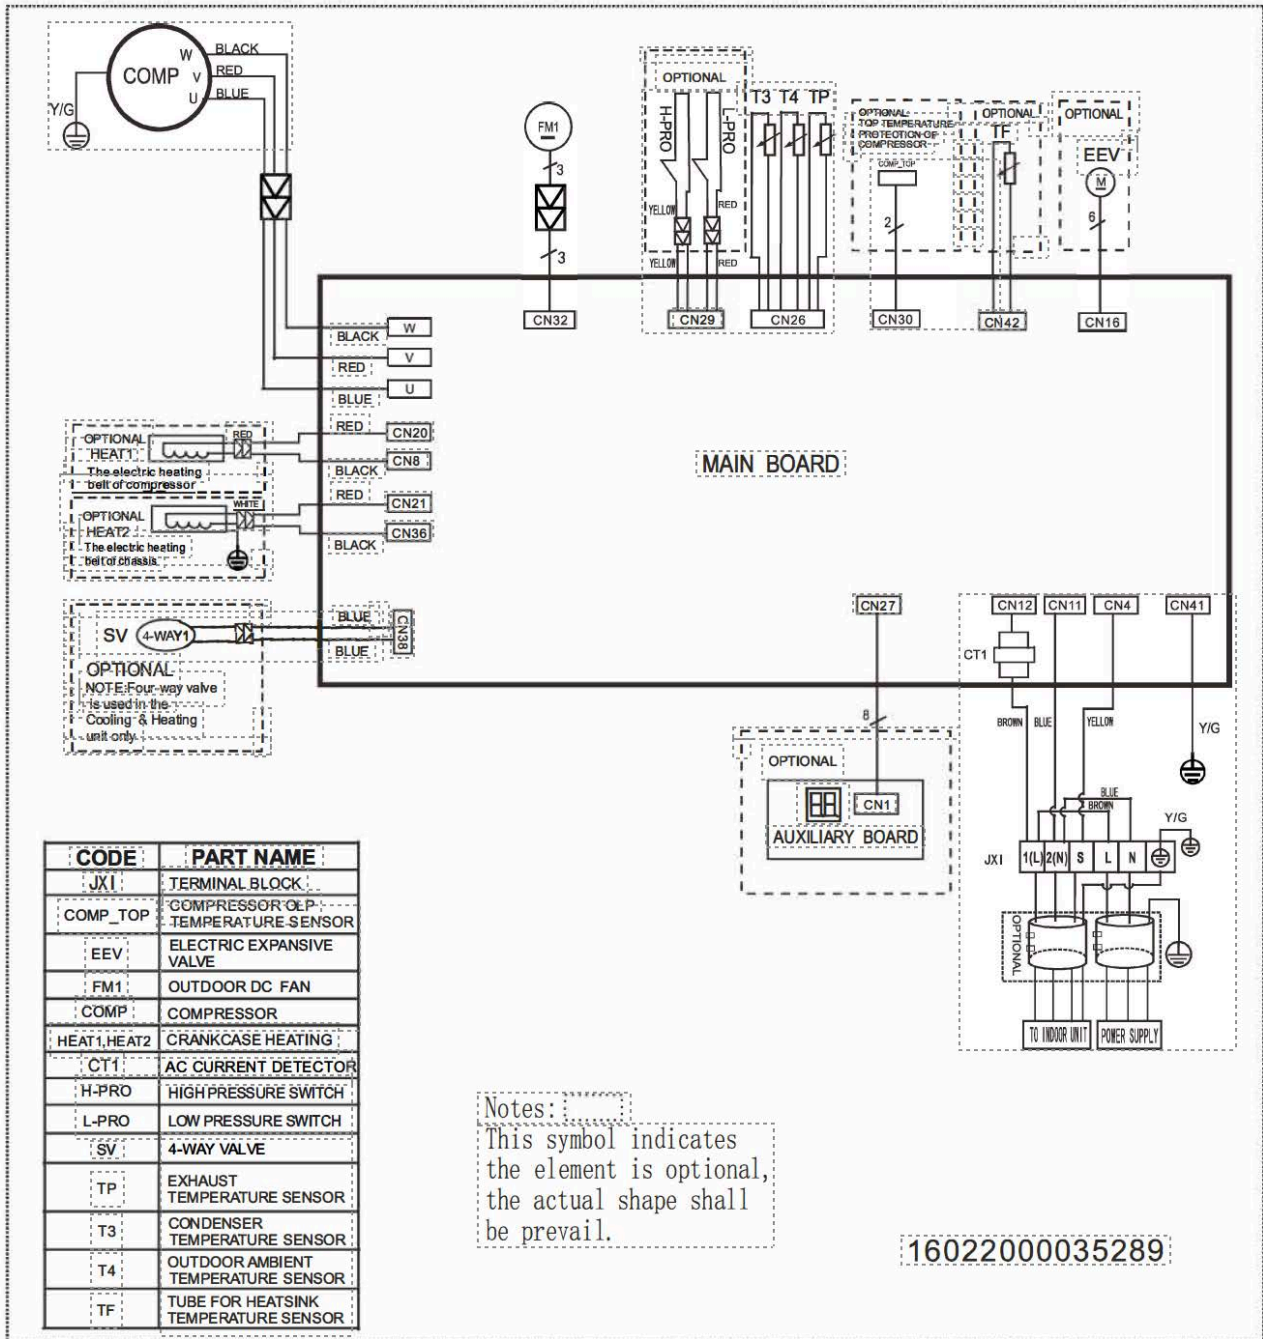 COMP
W
BLACK
V
RED
U
BLUE
Y/G
FM1
3
3
OPTIONAL
H-PRO
L-PRO
YELLOW
RED
YELLOW
RED
T3 T4 TP
OPTIONAL
TOP TEMPERATURE
PROTECTION OF
COMPRESSOR
COMP_TOP
2
OPTIONAL
TF
OPTIONAL
EEV
M
6
CN32
CN29
CN26
CN30
CN42
CN16
BLACK
W
RED
V
BLUE
U
OPTIONAL
HEAT1
RED
The electric heating
belt of compressor
RED
CN20
BLACK
CN8
OPTIONAL
HEAT2
WHITE
The electric heating
belt of chassis
RED
CN21
BLACK
CN36
MAIN BOARD
SV
4-WAY1
BLUE
BLUE
CN38
OPTIONAL
NOTE:Four-way valve
is used in the
Cooling & Heating
unit only
CN27
8
OPTIONAL
CN1
AUXILIARY BOARD
CN12
CN11
CN4
CN41
CT1
BROWN
BLUE
YELLOW
Y/G
BLUE
BROWN
Y/G
JX1
1(L)
2(N)
S
L
N
OPTIONAL
TO INDOOR UNIT
POWER SUPPLY
CODE PART NAME
JX1 TERMINAL BLOCK
COMP_TOP COMPRESSOR OLP
TEMPERATURE SENSOR
EEV ELECTRIC EXPANSIVE
VALVE
FM1 OUTDOOR DC FAN
COMP COMPRESSOR
HEAT1,HEAT2 CRANKCASE HEATING
CT1 AC CURRENT DETECTOR
H-PRO HIGH PRESSURE SWITCH
L-PRO LOW PRESSURE SWITCH
SV 4-WAY VALVE
TP EXHAUST
TEMPERATURE SENSOR
T3 CONDENSER
TEMPERATURE SENSOR
T4 OUTDOOR AMBIENT
TEMPERATURE SENSOR
TF TUBE FOR HEATSINK
TEMPERATURE SENSOR
Notes:
This symbol indicates
the element is optional,
the actual shape shall
be prevail.
16022000035289